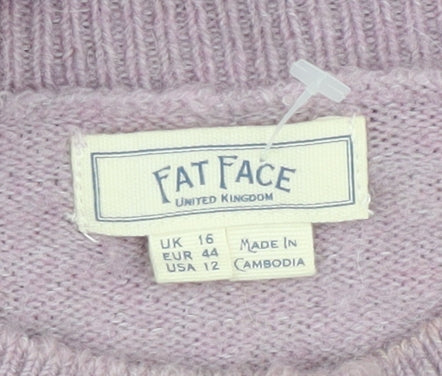 FAT FACE
UNITED KINGDOM
UK 16
EUR 44
USA 12
MADE IN
CAMBODIA